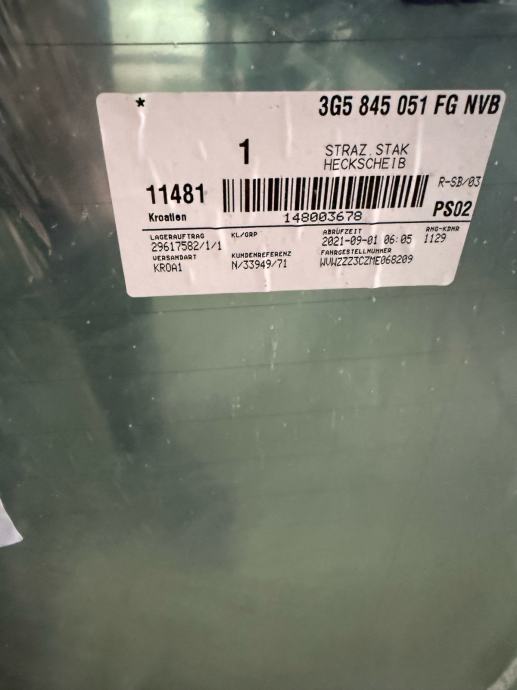 * 3G5 845 051 FG NVB
1 STRAZ.STAK
HECKSCHEIB
11481 R-SB/03
Kroatien 148003678 PS02
LAGERAUFTRAG KL/GRP ABRUFZEIT RMG-KDNR
29617582/1/1 2021-09-01 06:05 1129
VERSANDART KUNDENREFERENZ FAHRGESTELLNUMMER
KROA1 N/33949/71 WVWZZZ3CZME068209